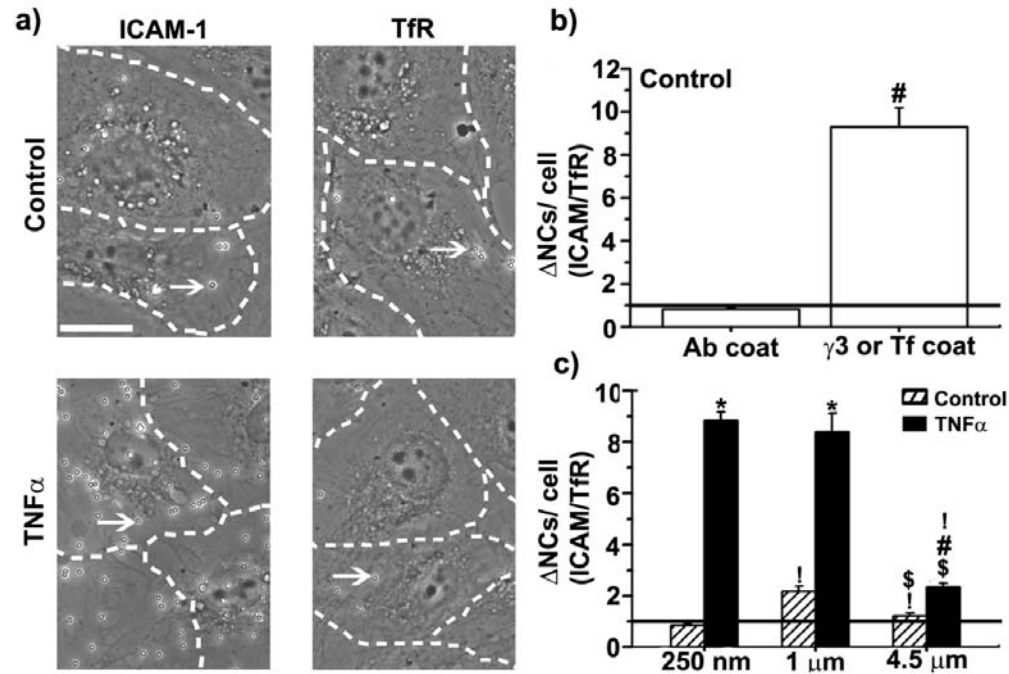 a)
ICAM-1
TfR
Control
TNFα
b)
12
10
8
6
4
2
0
Control
#
ΔNCs/ cell
(ICAM/TfR)
Ab coat
γ3 or Tf coat
c)
10
8
6
4
2
0
Control
TNFα
*
*
!
$
!
!
#
$
ΔNCs/ cell
(ICAM/TfR)
250 nm
1 μm
4.5 μm